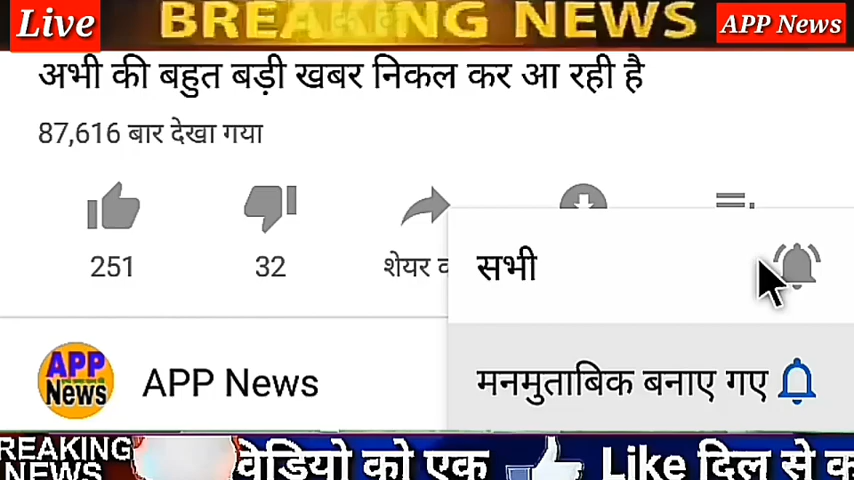 Live
BREAKING NEWS
APP News
अभी की बहुत बड़ी खबर निकल कर आ रही है
87,616 बार देखा गया
251
32
शेयर
सभी
APP
News
APP News
मनमुताबिक बनाए गए
REAKING
NEWS
वेडियो को एक
Like दिल से